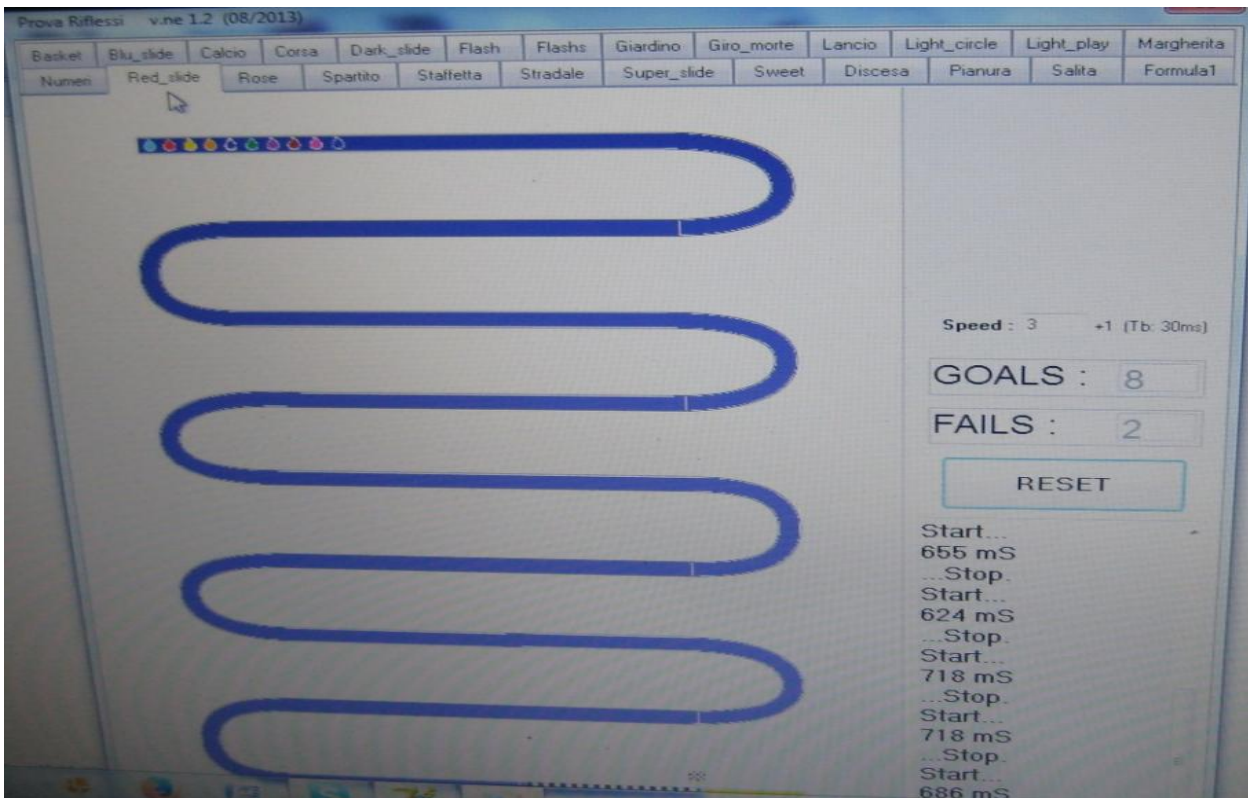 Prova Riflessi v.ne 1.2 (08/2013)
Basket Blu_slide Calcio Corsa Dark_slide Flash Flashs Giardino Giro_morte Lancio Light_circle Light_play Margherita
Numeri Red_slide Rose Spartito Staffetta Stradale Super_slide Sweet Discesa Pianura Salita Formula1
Speed : 3 +1 (Tb: 30ms)
GOALS : 8
FAILS : 2
RESET
Start...
655 mS
...Stop.
Start...
624 mS
...Stop.
Start...
718 mS
...Stop.
Start...
718 mS
...Stop.
Start...
686 mS